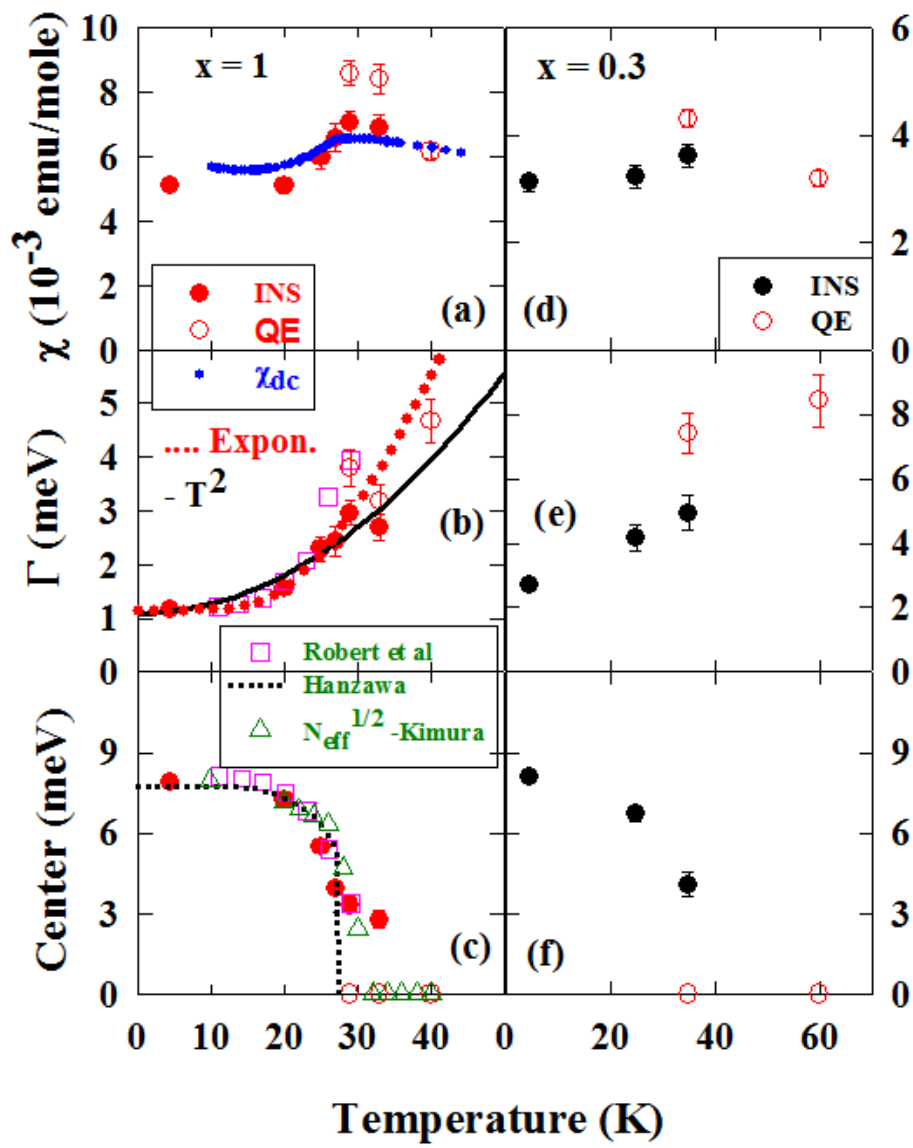 x = 1
x = 0.3
10
8
6
4
2
0
χ (10-3 emu/mole)
6
4
2
0
INS
QE
χdc
(a)
(d)
INS
QE
.... Expon.
- T2
5
4
3
2
1
0
Γ (meV)
(b)
(e)
8
6
4
2
0
Robert et al
Hanzawa
Neff1/2 -Kimura
9
6
3
0
Center (meV)
(c)
(f)
9
6
3
0
0 10 20 30 40 0 20 40 60
Temperature (K)